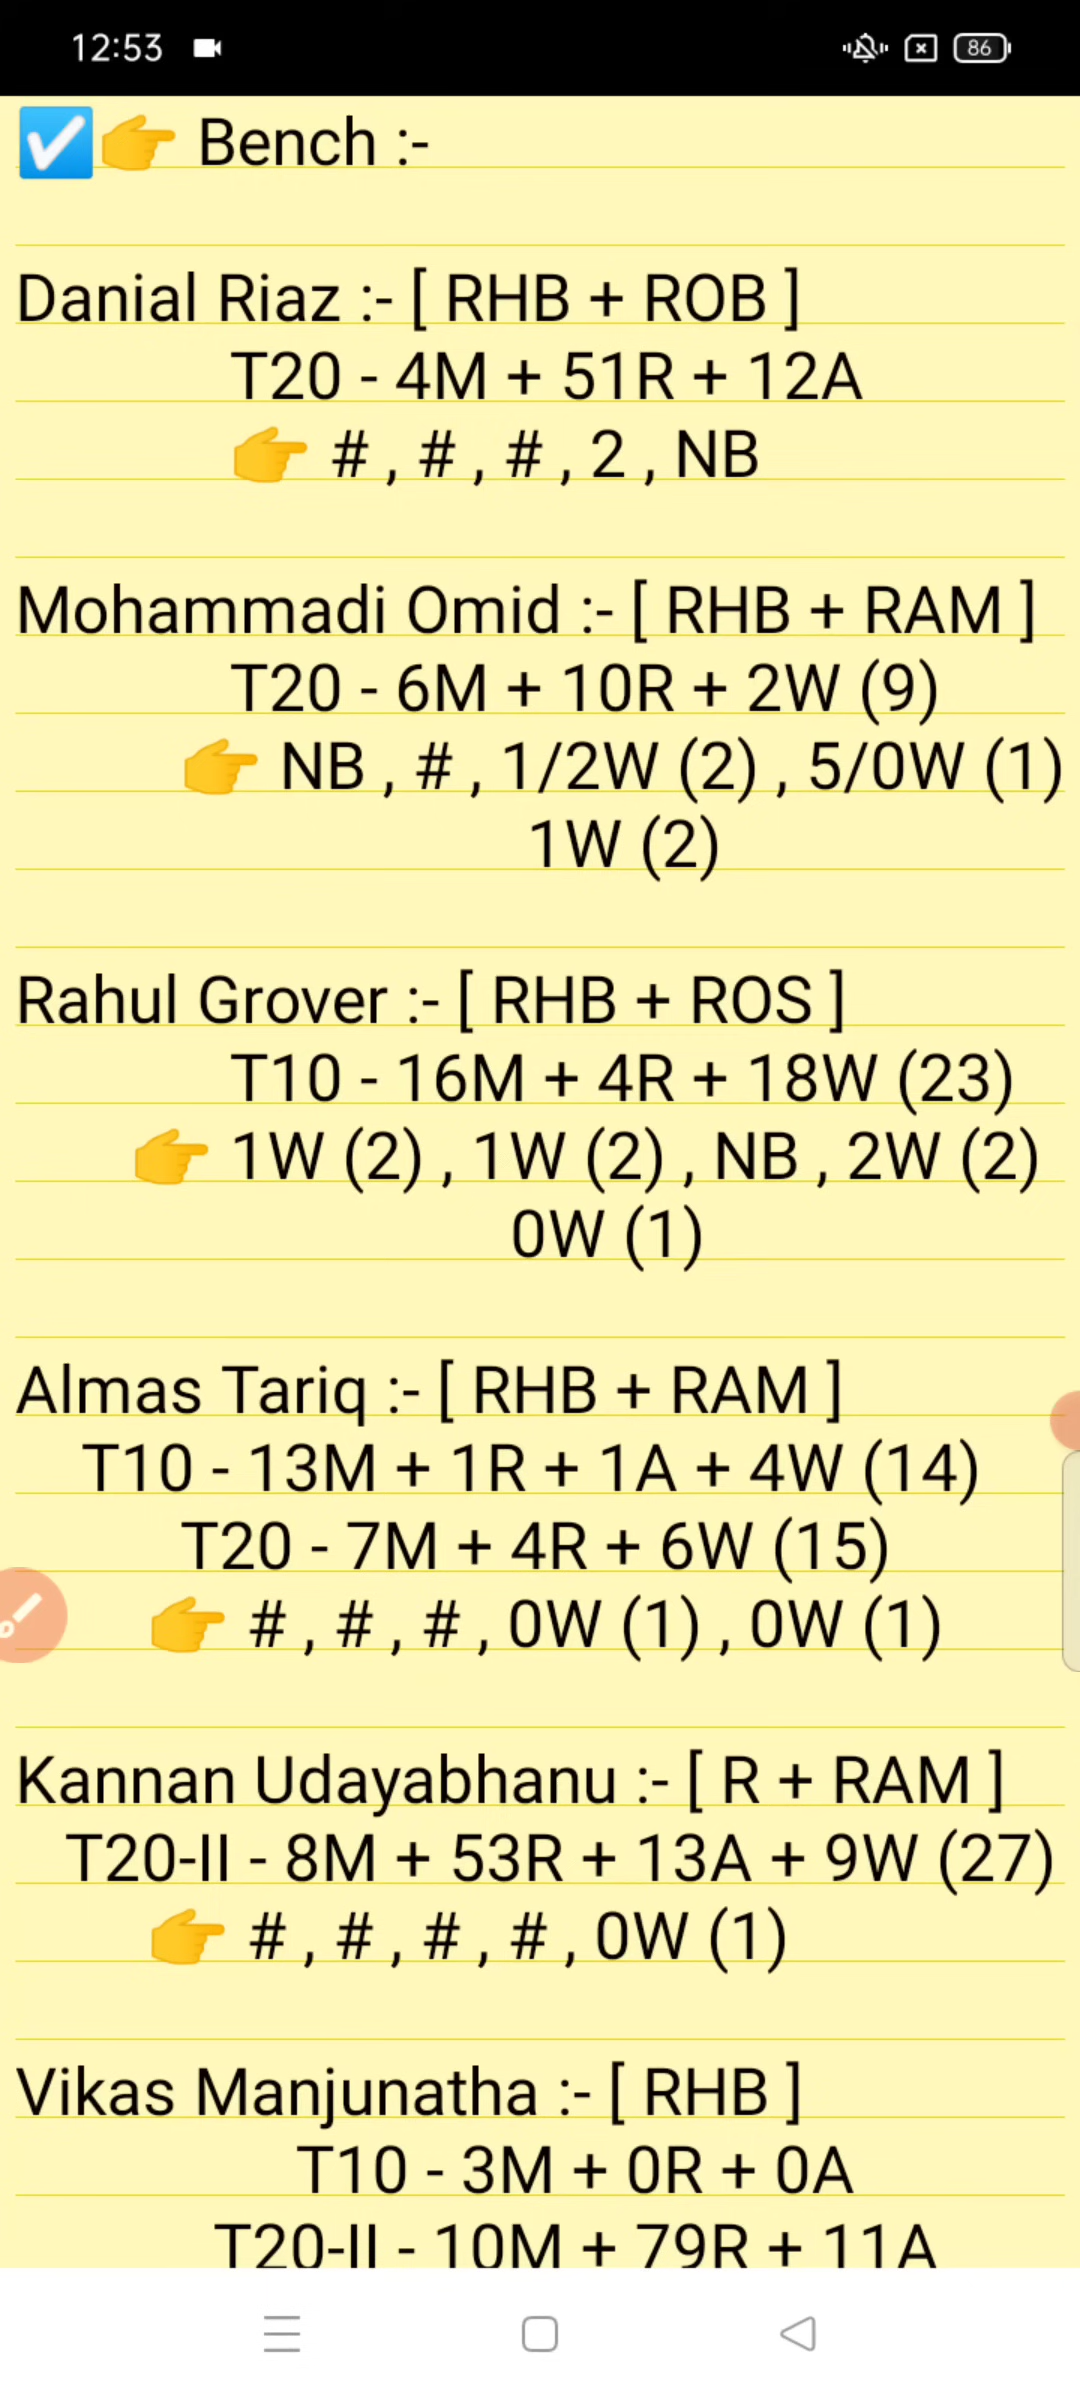 12:53
86
✅👉 Bench :-
Danial Riaz :- [ RHB + ROB ]
T20 - 4M + 51R + 12A
👉 # , # , # , 2 , NB
Mohammadi Omid :- [ RHB + RAM ]
T20 - 6M + 10R + 2W (9)
👉 NB , # , 1/2W (2) , 5/0W (1)
1W (2)
Rahul Grover :- [ RHB + ROS ]
T10 - 16M + 4R + 18W (23)
👉 1W (2) , 1W (2) , NB , 2W (2)
0W (1)
Almas Tariq :- [ RHB + RAM ]
T10 - 13M + 1R + 1A + 4W (14)
T20 - 7M + 4R + 6W (15)
👉 # , # , # , 0W (1) , 0W (1)
Kannan Udayabhanu :- [ R + RAM ]
T20-II - 8M + 53R + 13A + 9W (27)
👉 # , # , # , # , 0W (1)
Vikas Manjunatha :- [ RHB ]
T10 - 3M + 0R + 0A
T20-II - 10M + 79R + 11A